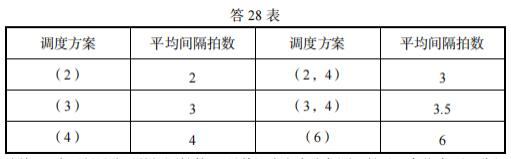 答 28 表
调度方案 平均间隔拍数 调度方案 平均间隔拍数
（2） 2 （2，4） 3
（3） 3 （3，4） 3.5
（4） 4 （6） 6